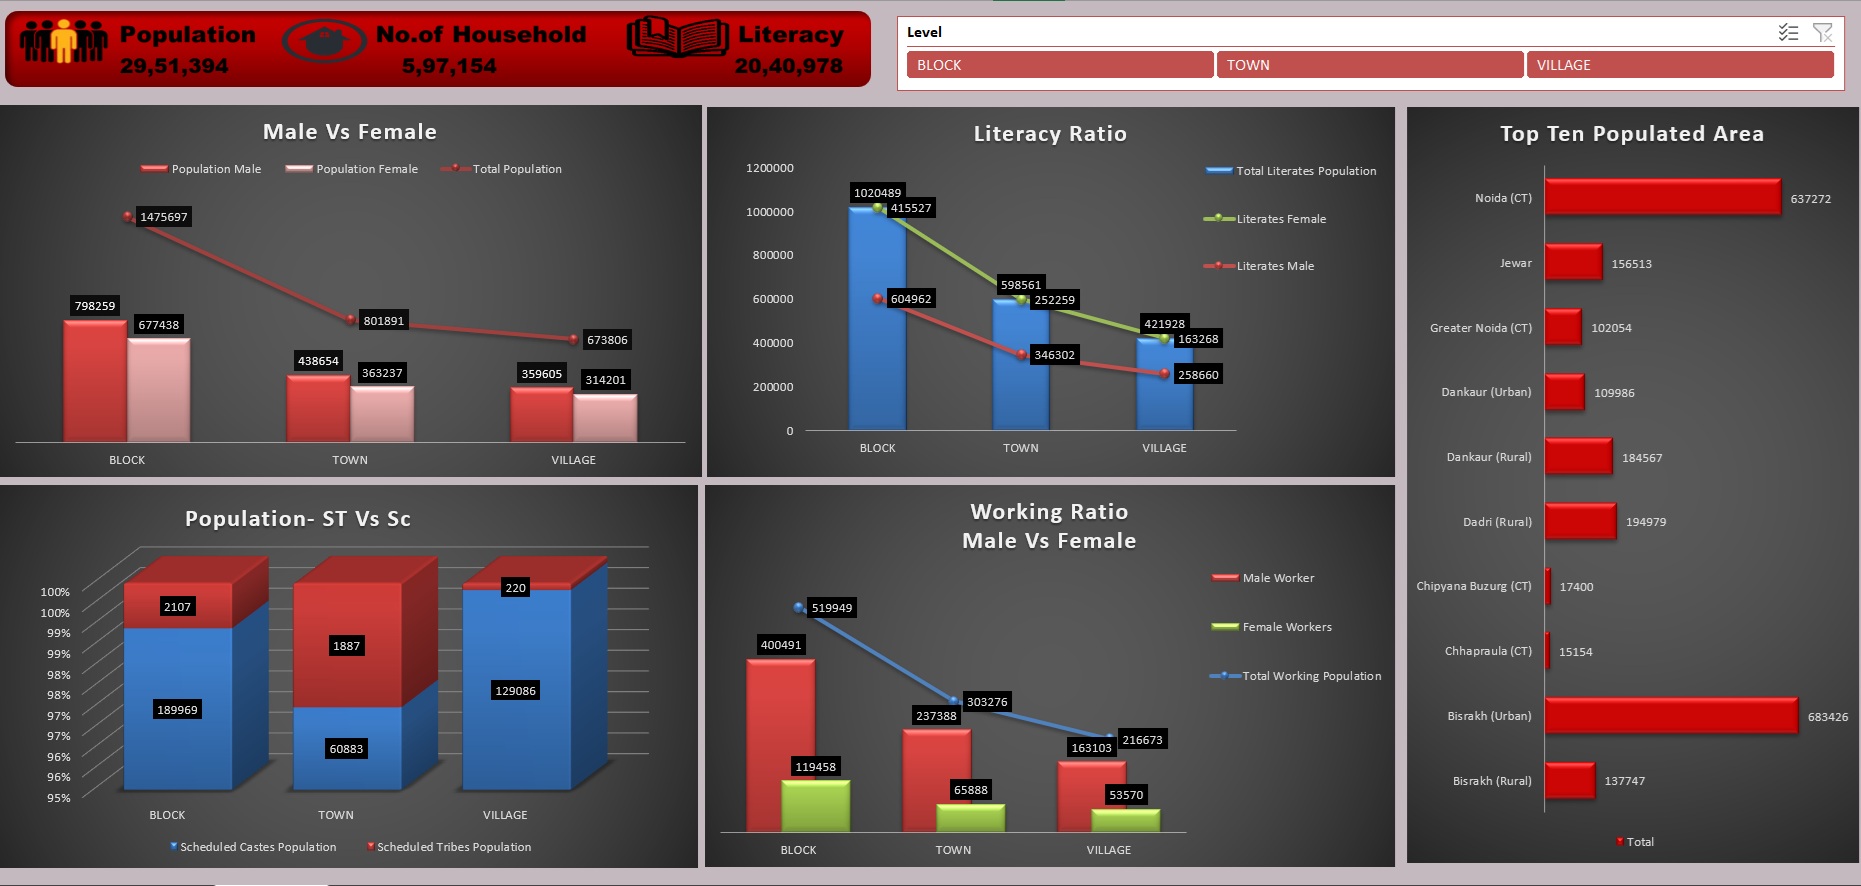 Population
29,51,394
No.of Household
5,97,154
Literacy
20,40,978
Level
BLOCK
TOWN
VILLAGE
Male Vs Female
Population Male
Population Female
Total Population
1475697
798259
677438
801891
438654
363237
673806
359605
314201
BLOCK
TOWN
VILLAGE
Literacy Ratio
1200000
1000000
800000
600000
400000
200000
0
Total Literates Population
Literates Female
Literates Male
1020489
415527
604962
598561
252259
346302
421928
163268
258660
BLOCK
TOWN
VILLAGE
Top Ten Populated Area
Noida (CT)
637272
Jewar
156513
Greater Noida (CT)
102054
Dankaur (Urban)
109986
Dankaur (Rural)
184567
Dadri (Rural)
194979
Chipyana Buzurg (CT)
17400
Chhapraula (CT)
15154
Bisrakh (Urban)
683426
Bisrakh (Rural)
137747
Total
Population- ST Vs Sc
100%
100%
99%
99%
98%
98%
97%
97%
96%
96%
95%
2107
189969
1887
60883
220
129086
BLOCK
TOWN
VILLAGE
Scheduled Castes Population
Scheduled Tribes Population
Working Ratio
Male Vs Female
Male Worker
Female Workers
Total Working Population
519949
400491
119458
303276
237388
65888
216673
163103
53570
BLOCK
TOWN
VILLAGE